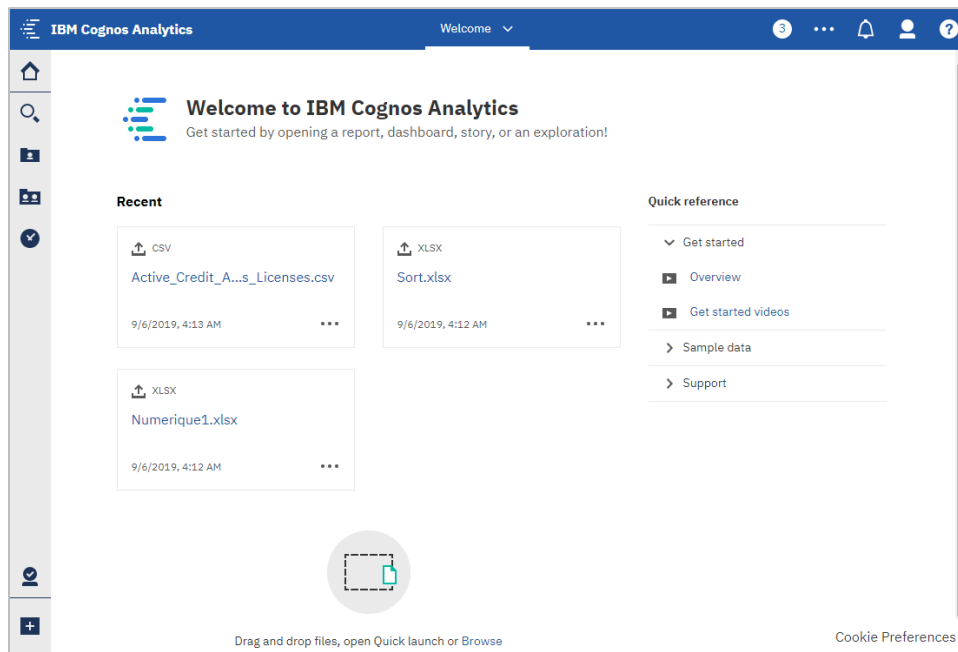 IBM Cognos Analytics
Welcome
3
?
Welcome to IBM Cognos Analytics
Get started by opening a report, dashboard, story, or an exploration!
Recent
CSV
Active_Credit_A...s_Licenses.csv
9/6/2019, 4:13 AM
XLSX
Sort.xlsx
9/6/2019, 4:12 AM
XLSX
Numerique1.xlsx
9/6/2019, 4:12 AM
Quick reference
Get started
Overview
Get started videos
Sample data
Support
Drag and drop files, open Quick launch or Browse
Cookie Preferences